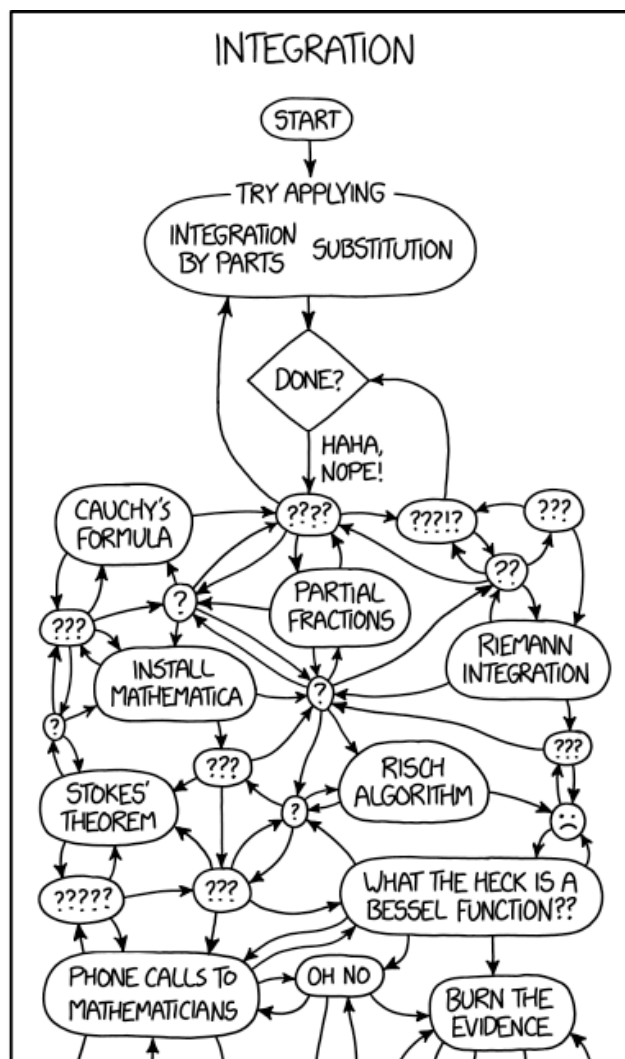 INTEGRATION
START
TRY APPLYING
INTEGRATION
BY PARTS
SUBSTITUTION
DONE?
HAHA,
NOPE!
CAUCHY'S
FORMULA
????
???!?
???
??
?
PARTIAL
FRACTIONS
???
RIEMANN
INTEGRATION
INSTALL
MATHEMATICA
?
?
???
???
RISCH
ALGORITHM
STOKES'
THEOREM
?
?????
???
WHAT THE HECK IS A
BESSEL FUNCTION??
PHONE CALLS TO
MATHEMATICIANS
OH NO
BURN THE
EVIDENCE